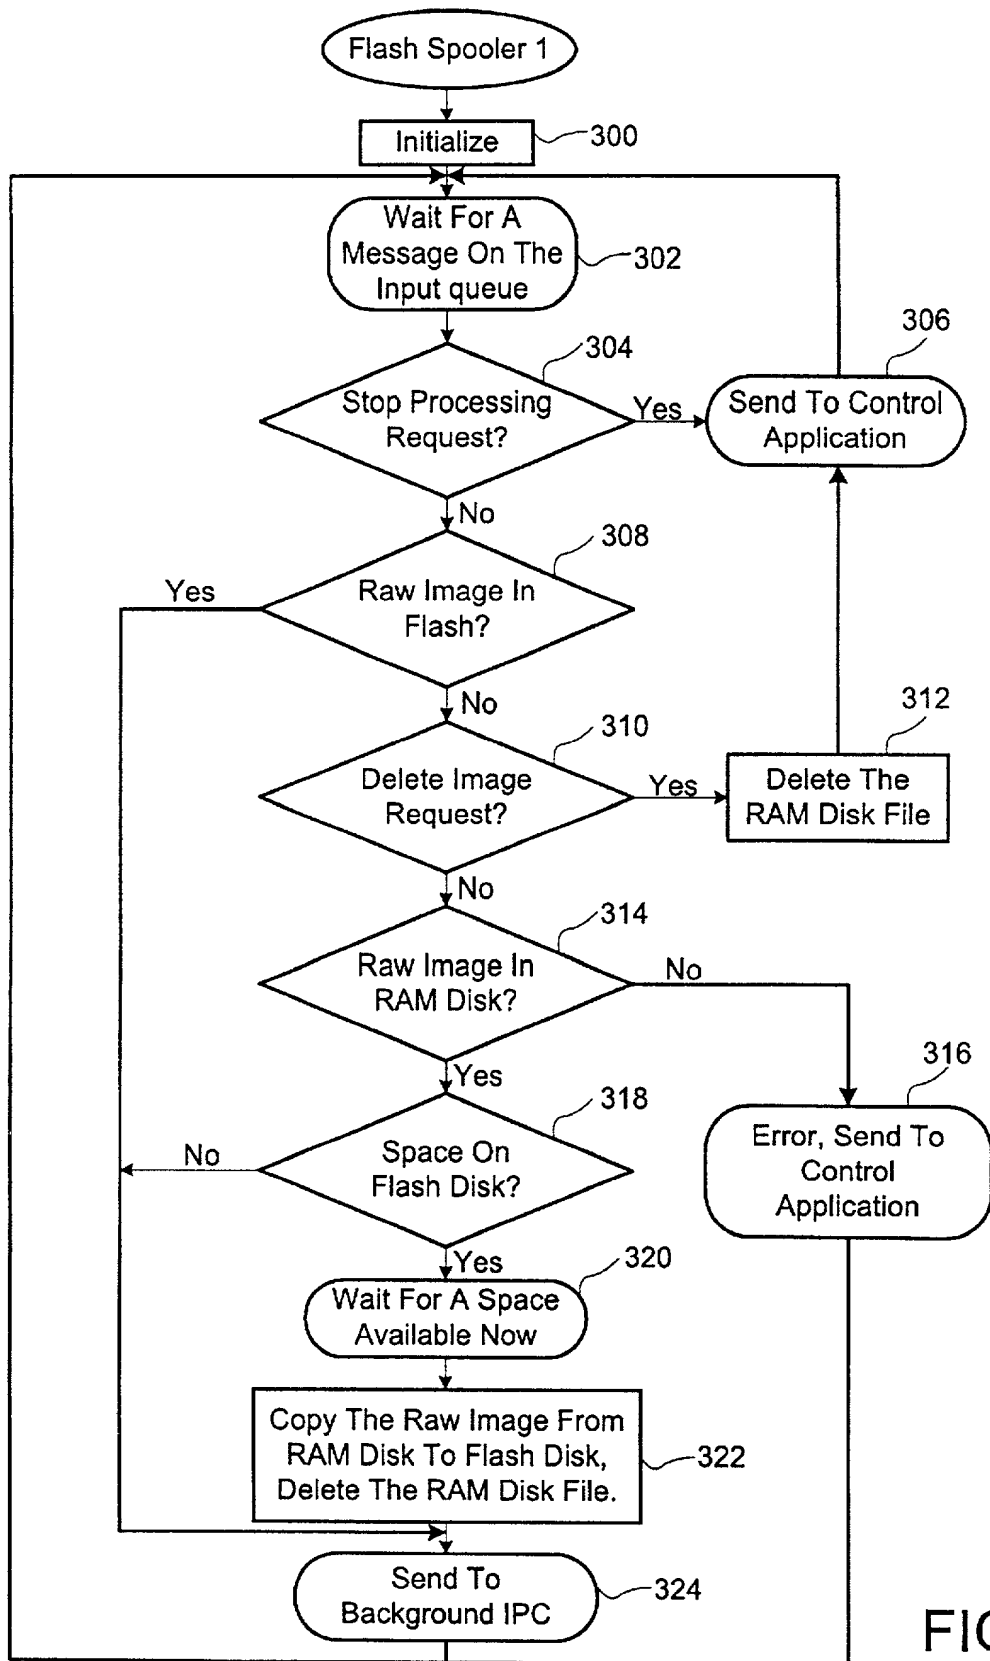 Flash Spooler 1
Initialize
300
Wait For A
Message On The
Input queue
302
304
Stop Processing
Request?
Yes
306
Send To Control
Application
No
308
Yes
Raw Image In
Flash?
No
310
Delete Image
Request?
Yes
312
Delete The
RAM Disk File
No
314
Raw Image In
RAM Disk?
No
316
Error, Send To
Control
Application
Yes
318
No
Space On
Flash Disk?
Yes
320
Wait For A Space
Available Now
Copy The Raw Image From
RAM Disk To Flash Disk,
Delete The RAM Disk File.
322
Send To
Background IPC
324